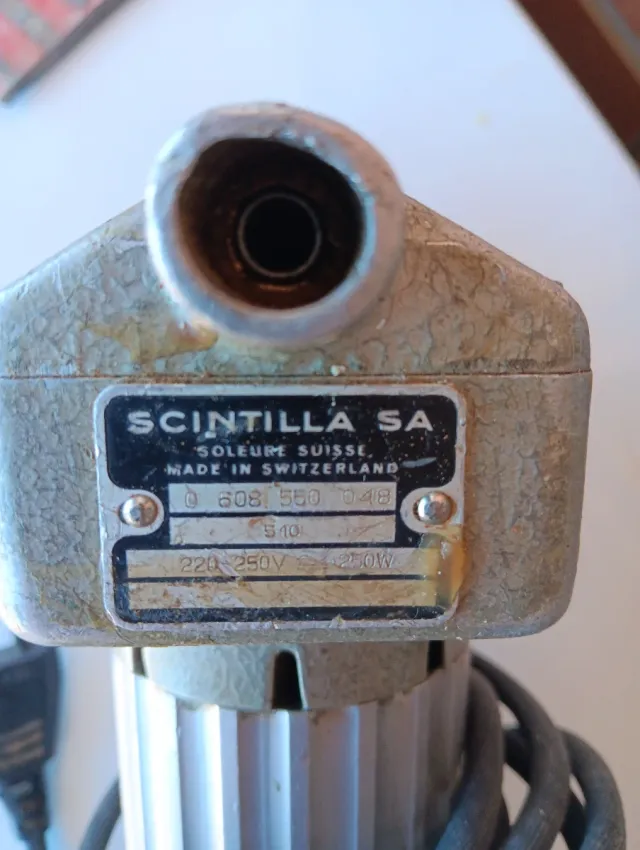 SCINTILLA SA
SOLEURE SUISSE
MADE IN SWITZERLAND
0 608 550 048
510
220-250V 250W